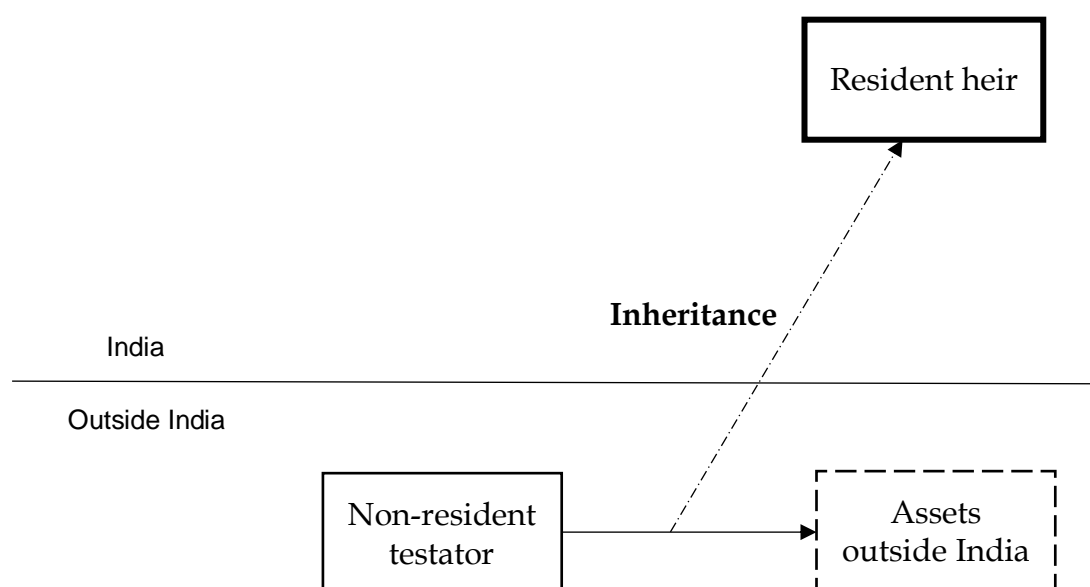 Resident heir
Inheritance
India
Outside India
Non-resident
testator
Assets
outside India